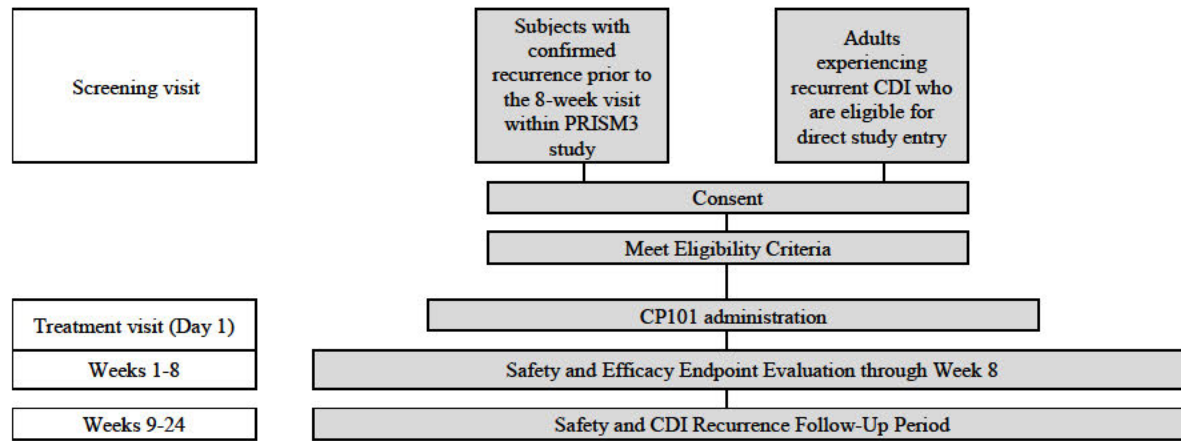 Screening visit
Subjects with
confirmed
recurrence prior to
the 8-week visit
within PRISM3
study
Adults
experiencing
recurrent CDI who
are eligible for
direct study entry
Consent
Meet Eligibility Criteria
Treatment visit (Day 1)
CP101 administration
Weeks 1-8
Safety and Efficacy Endpoint Evaluation through Week 8
Weeks 9-24
Safety and CDI Recurrence Follow-Up Period